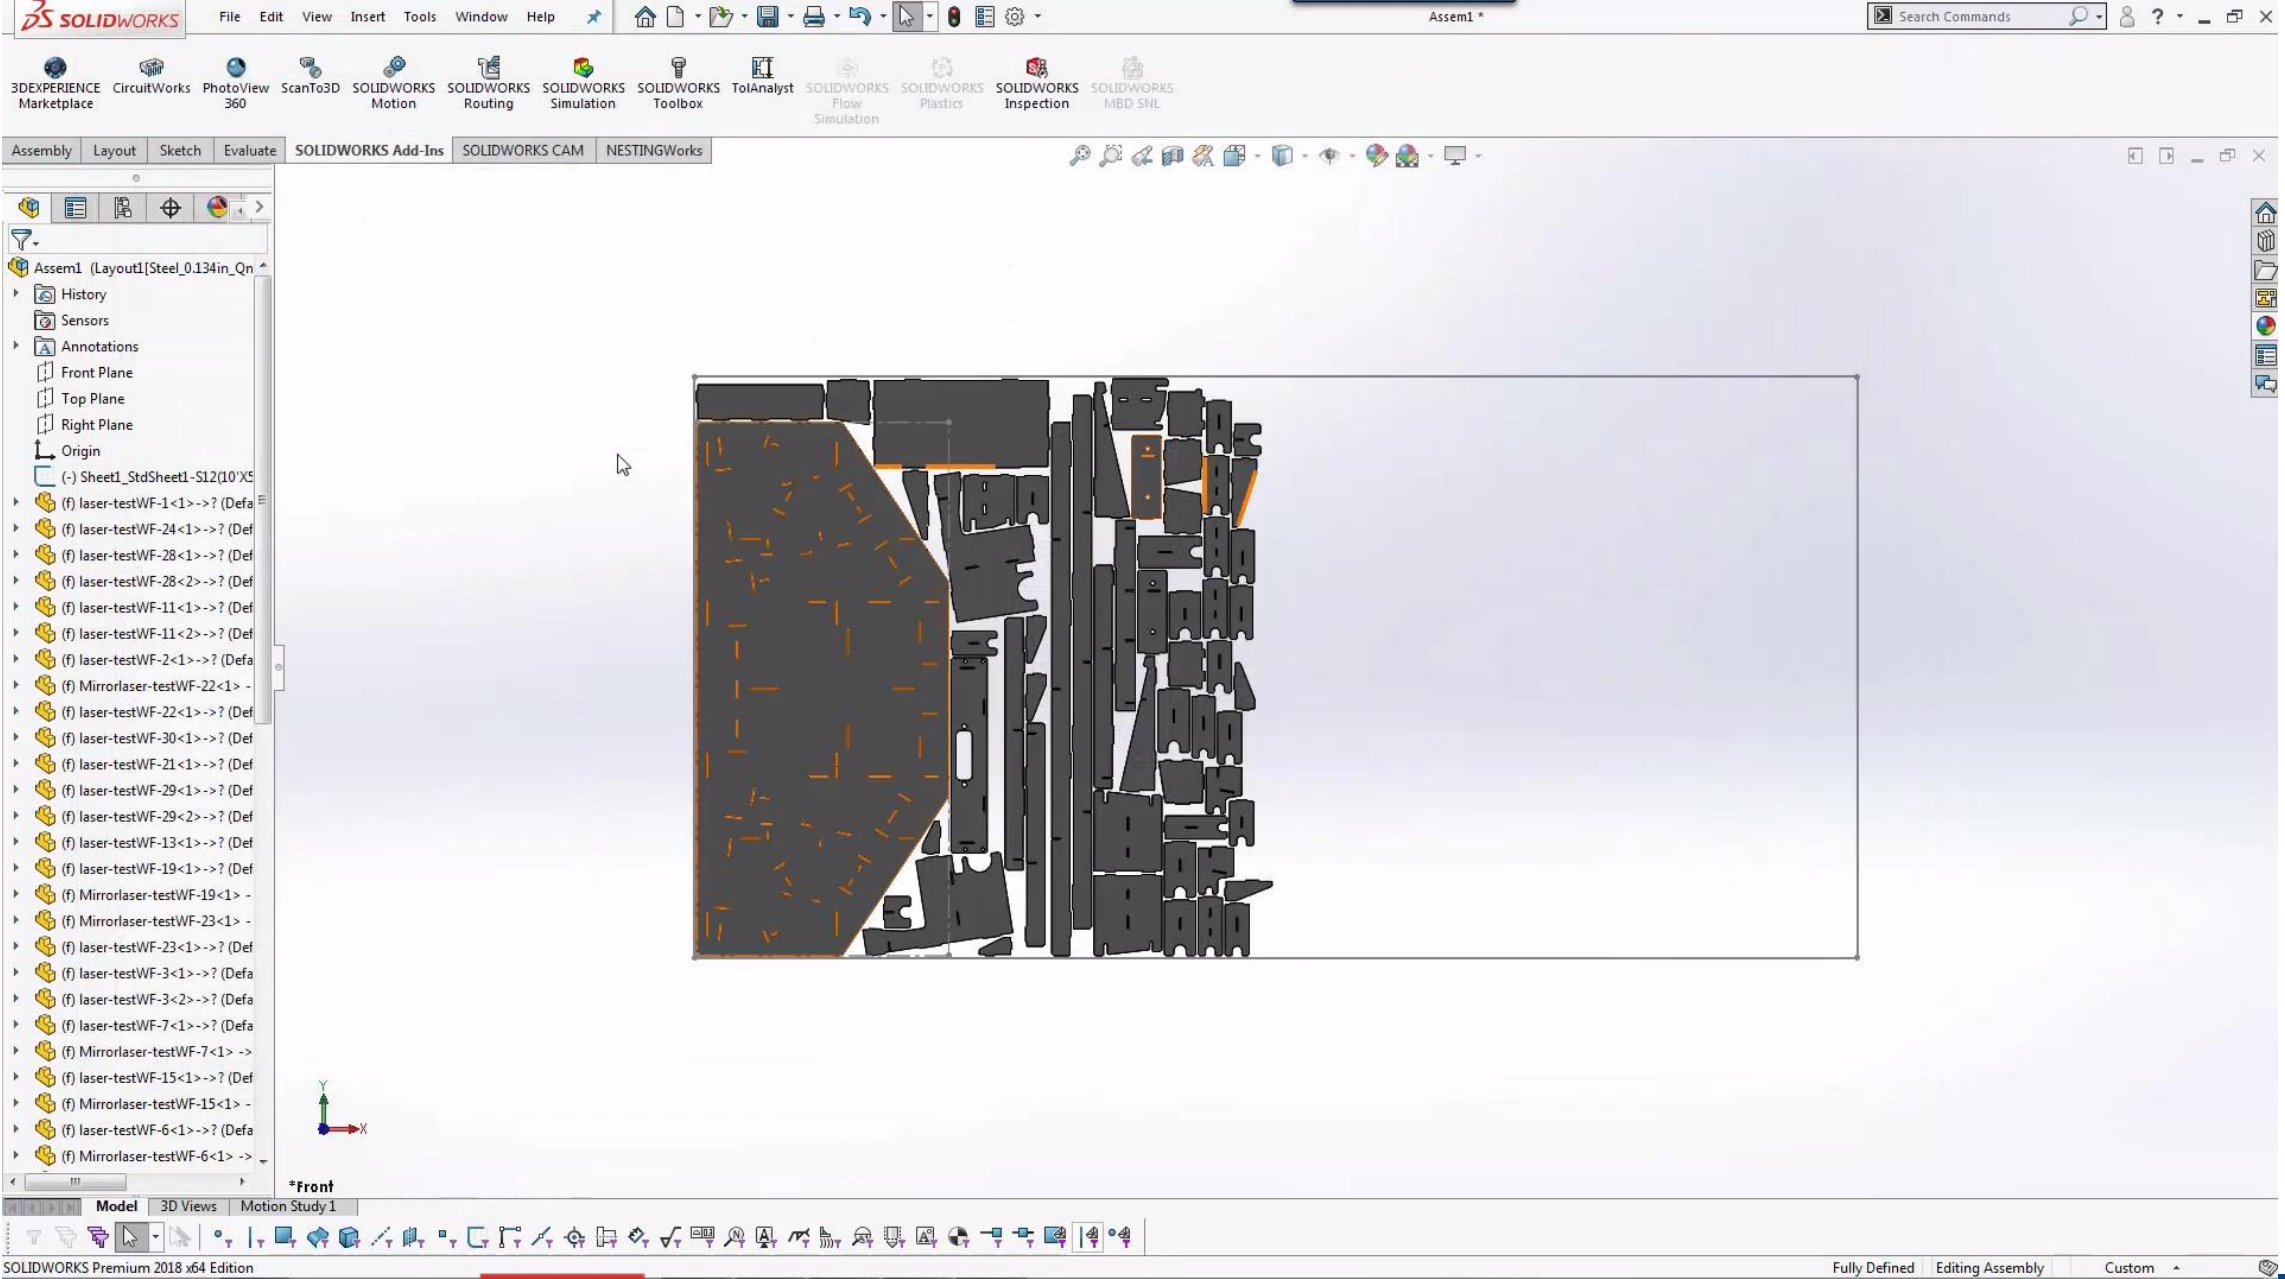 SOLIDWORKS
File Edit View Insert Tools Window Help
Assem1 *
Search Commands
3DEXPERIENCE Marketplace
CircuitWorks
PhotoView 360
ScanTo3D
SOLIDWORKS Motion
SOLIDWORKS Routing
SOLIDWORKS Simulation
SOLIDWORKS Toolbox
TolAnalyst
SOLIDWORKS Flow Simulation
SOLIDWORKS Plastics
SOLIDWORKS Inspection
SOLIDWORKS MBD SNL
Assembly Layout Sketch Evaluate SOLIDWORKS Add-Ins SOLIDWORKS CAM NESTINGWorks
Assem1 (Layout1[Steel_0.134in_Qn
History
Sensors
Annotations
Front Plane
Top Plane
Right Plane
Origin
(-) Sheet1_StdSheet1-S12(10'X5
(f) laser-testWF-1<1>->? (Defa
(f) laser-testWF-24<1>->? (Def
(f) laser-testWF-28<1>->? (Def
(f) laser-testWF-28<2>->? (Def
(f) laser-testWF-11<1>->? (Def
(f) laser-testWF-11<2>->? (Def
(f) laser-testWF-2<1>->? (Defa
(f) Mirrorlaser-testWF-22<1> -
(f) laser-testWF-22<1>->? (Def
(f) laser-testWF-30<1>->? (Def
(f) laser-testWF-21<1>->? (Def
(f) laser-testWF-29<1>->? (Def
(f) laser-testWF-29<2>->? (Def
(f) laser-testWF-13<1>->? (Def
(f) laser-testWF-19<1>->? (Def
(f) Mirrorlaser-testWF-19<1> -
(f) Mirrorlaser-testWF-23<1> -
(f) laser-testWF-23<1>->? (Def
(f) laser-testWF-3<1>->? (Defa
(f) laser-testWF-3<2>->? (Defa
(f) laser-testWF-7<1>->? (Defa
(f) Mirrorlaser-testWF-7<1> ->
(f) laser-testWF-15<1>->? (Def
(f) Mirrorlaser-testWF-15<1> -
(f) laser-testWF-6<1>->? (Defa
(f) Mirrorlaser-testWF-6<1> ->
Y
X
*Front
Model 3D Views Motion Study 1
SOLIDWORKS Premium 2018 x64 Edition
Fully Defined Editing Assembly Custom